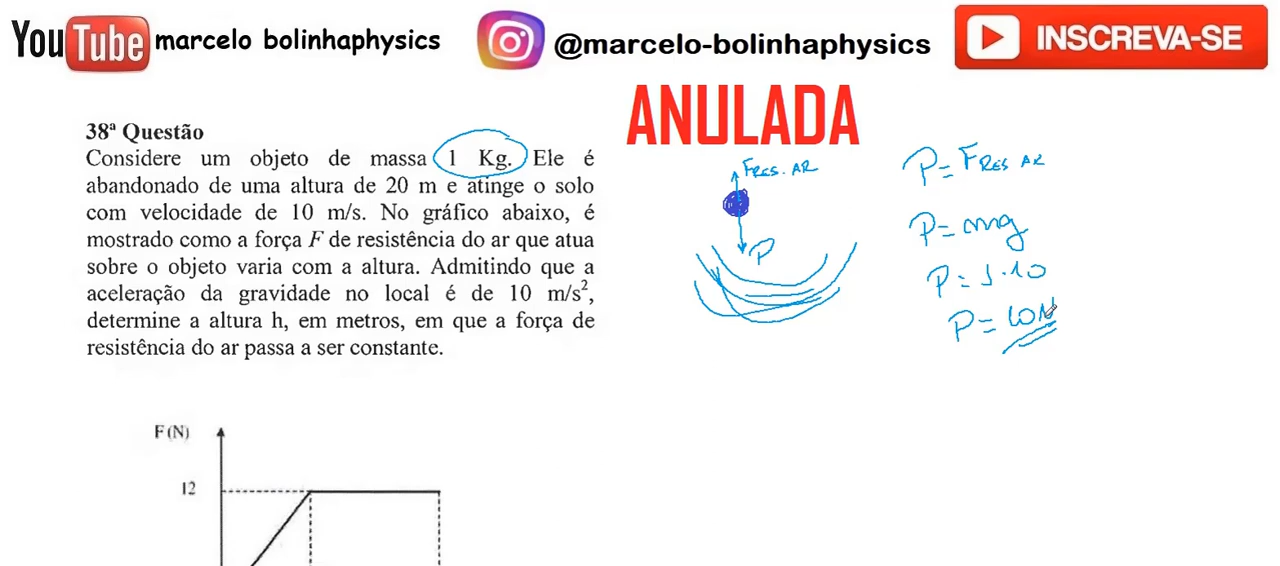 YouTube marcelo bolinhaphysics
@marcelo-bolinhaphysics
INSCREVA-SE
ANULADA
38ª Questão
Considere um objeto de massa 1 Kg. Ele é
abandonado de uma altura de 20 m e atinge o solo
com velocidade de 10 m/s. No gráfico abaixo, é
mostrado como a força F de resistência do ar que atua
sobre o objeto varia com a altura. Admitindo que a
aceleração da gravidade no local é de 10 m/s²,
determine a altura h, em metros, em que a força de
resistência do ar passa a ser constante.
FRES. AR
P
P = FRES AR
P = mg
P = 1.10
P = 10N
F (N)
12